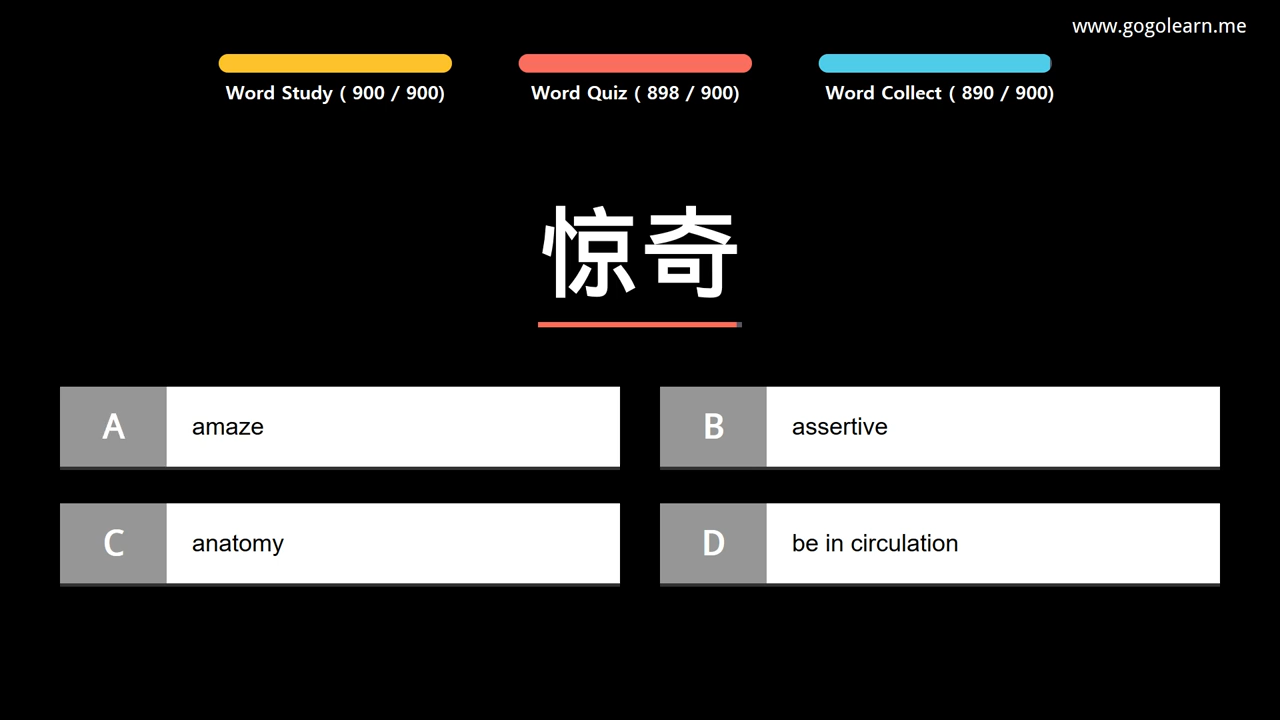 www.gogolearn.me
Word Study ( 900 / 900)
Word Quiz ( 898 / 900)
Word Collect ( 890 / 900)
惊奇
A amaze
B assertive
C anatomy
D be in circulation